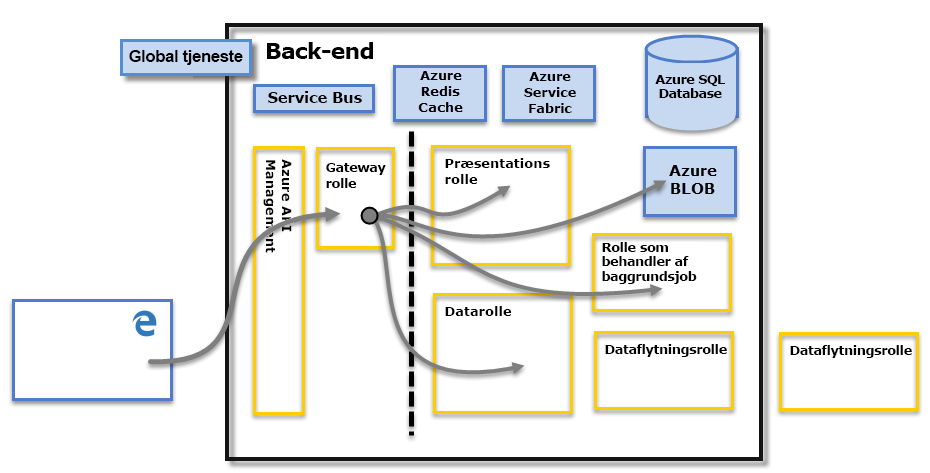 Global tjeneste
Back-end
Service Bus
Azure
Redis
Cache
Azure
Service
Fabric
Azure SQL
Database
Azure API
Management
Gateway
rolle
Præsentations
rolle
Azure
BLOB
Rolle som
behandler af
baggrundsjob
Datarolle
Dataflytningsrolle
Dataflytningsrolle